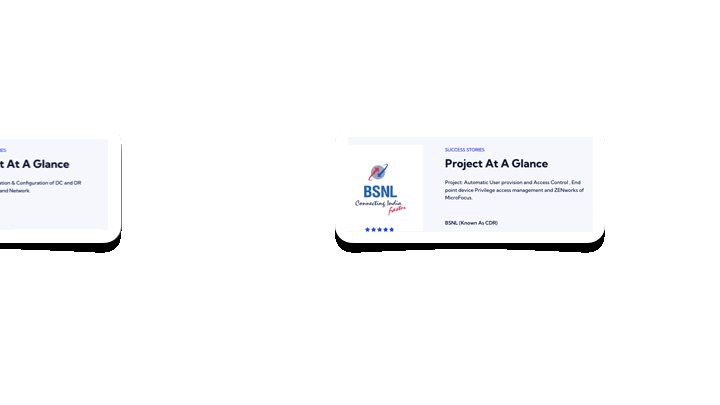 t At A Glance
ation & Configuration of DC and DR
and Network.
SUCCESS STORIES
Project At A Glance
Project: Automatic User provision and Access Control , End
point device Privilege access management and ZENworks of
MicroFocus.
BSNL (Known As CDR)
BSNL
Connecting India
Faster